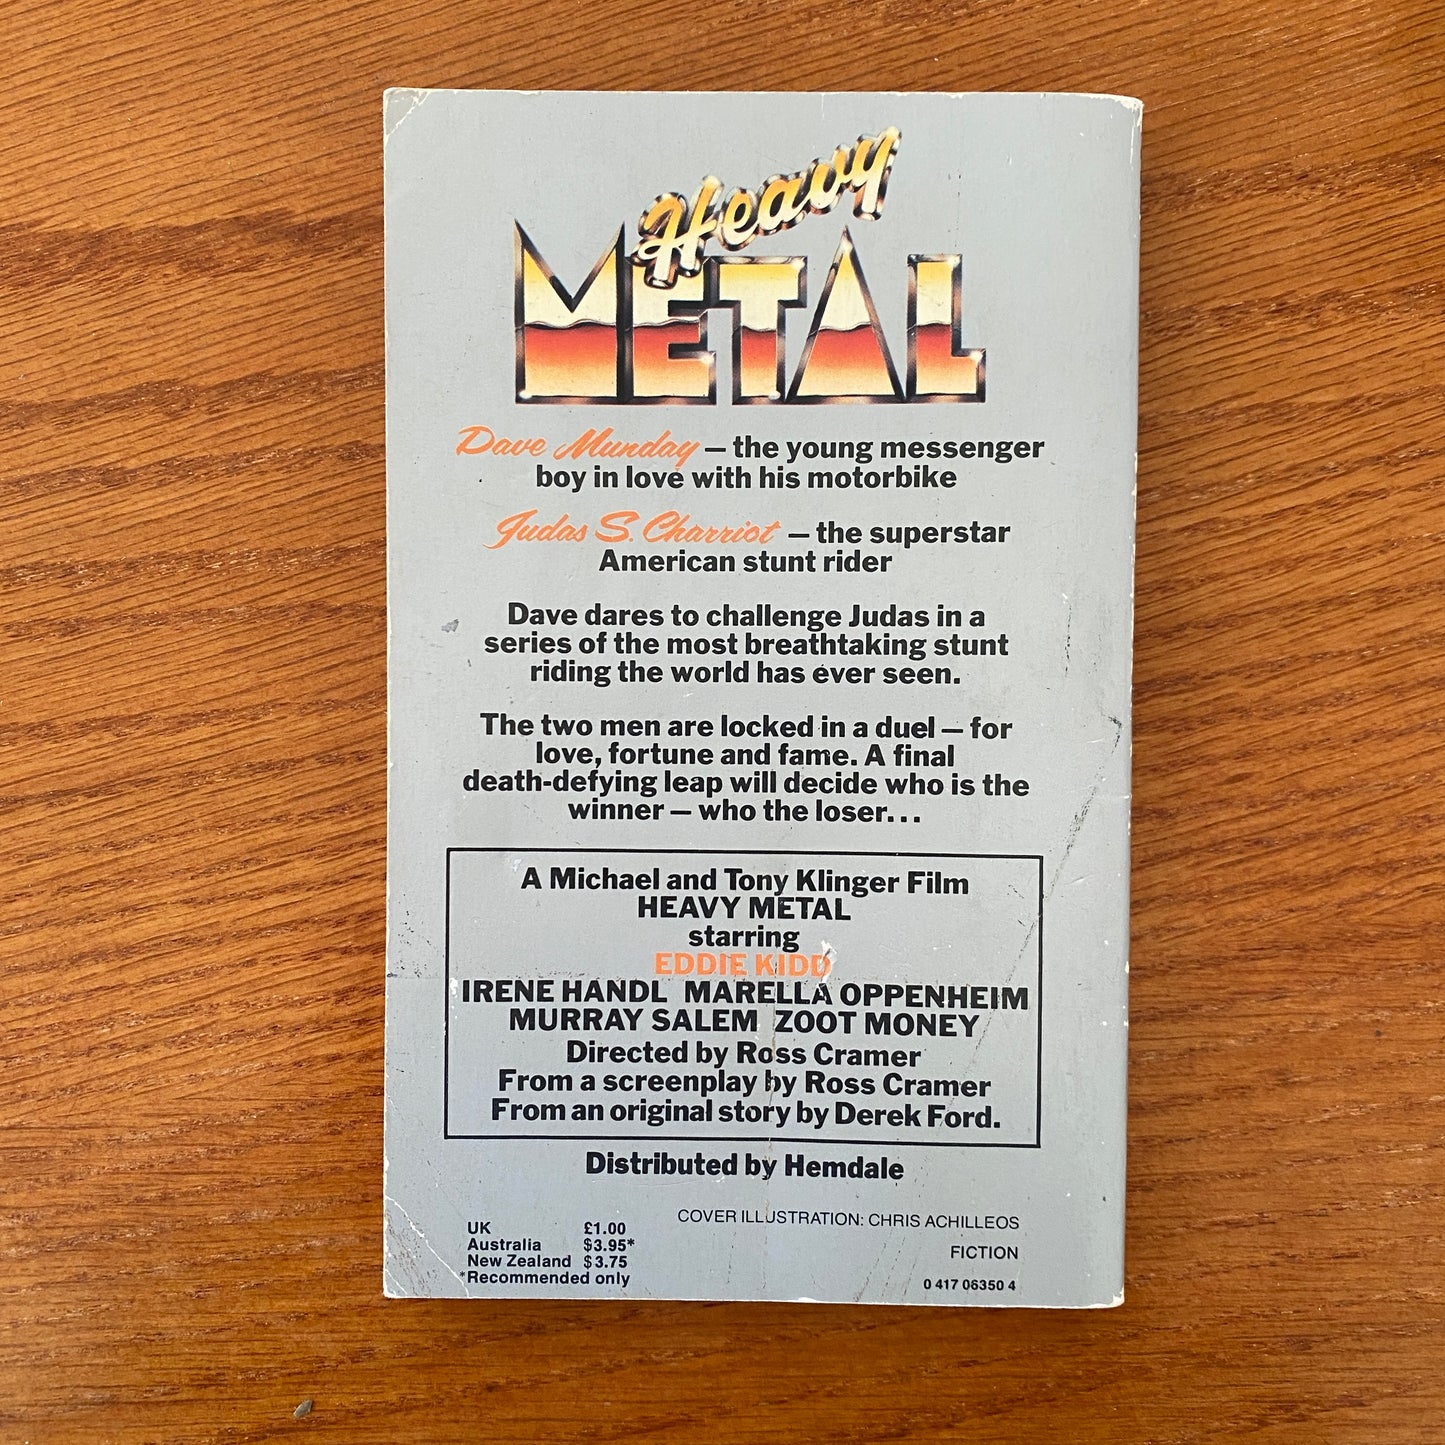 Heavy
METAL
Dave Munday – the young messenger
boy in love with his motorbike
Judas S. Charriot – the superstar
American stunt rider
Dave dares to challenge Judas in a
series of the most breathtaking stunt
riding the world has ever seen.
The two men are locked in a duel – for
love, fortune and fame. A final
death-defying leap will decide who is the
winner – who the loser...
A Michael and Tony Klinger Film
HEAVY METAL
starring
EDDIE KIDD
IRENE HANDL MARELLA OPPENHEIM
MURRAY SALEM ZOOT MONEY
Directed by Ross Cramer
From a screenplay by Ross Cramer
From an original story by Derek Ford.
Distributed by Hemdale
COVER ILLUSTRATION: CHRIS ACHILLEOS
UK £1.00
Australia $3.95*
New Zealand $3.75
*Recommended only
FICTION
0 417 06350 4